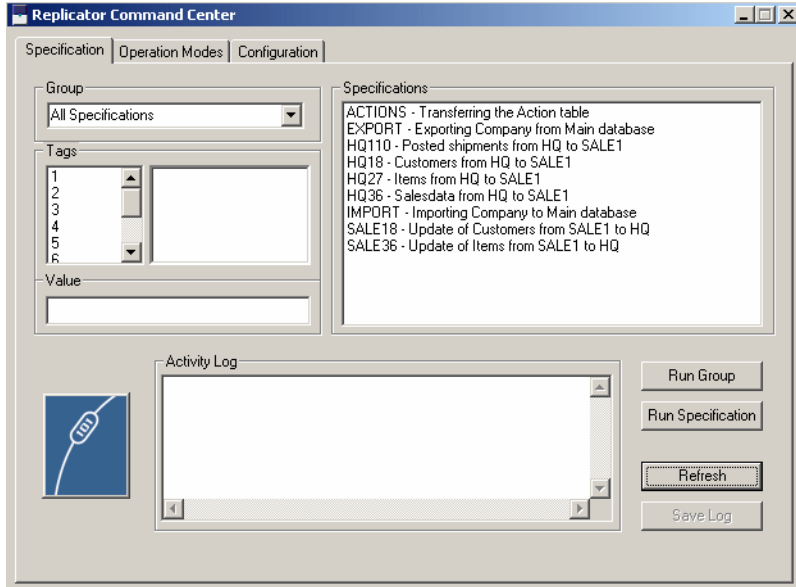 Replicator Command Center
Specification
Operation Modes
Configuration
Group
All Specifications
Tags
1
2
3
4
5
6
Value
Specifications
ACTIONS - Transferring the Action table
EXPORT - Exporting Company from Main database
HQ110 - Posted shipments from HQ to SALE1
HQ18 - Customers from HQ to SALE1
HQ27 - Items from HQ to SALE1
HQ36 - Salesdata from HQ to SALE1
IMPORT - Importing Company to Main database
SALE18 - Update of Customers from SALE1 to HQ
SALE36 - Update of Items from SALE1 to HQ
101
Activity Log
Run Group
Run Specification
Refresh
Save Log